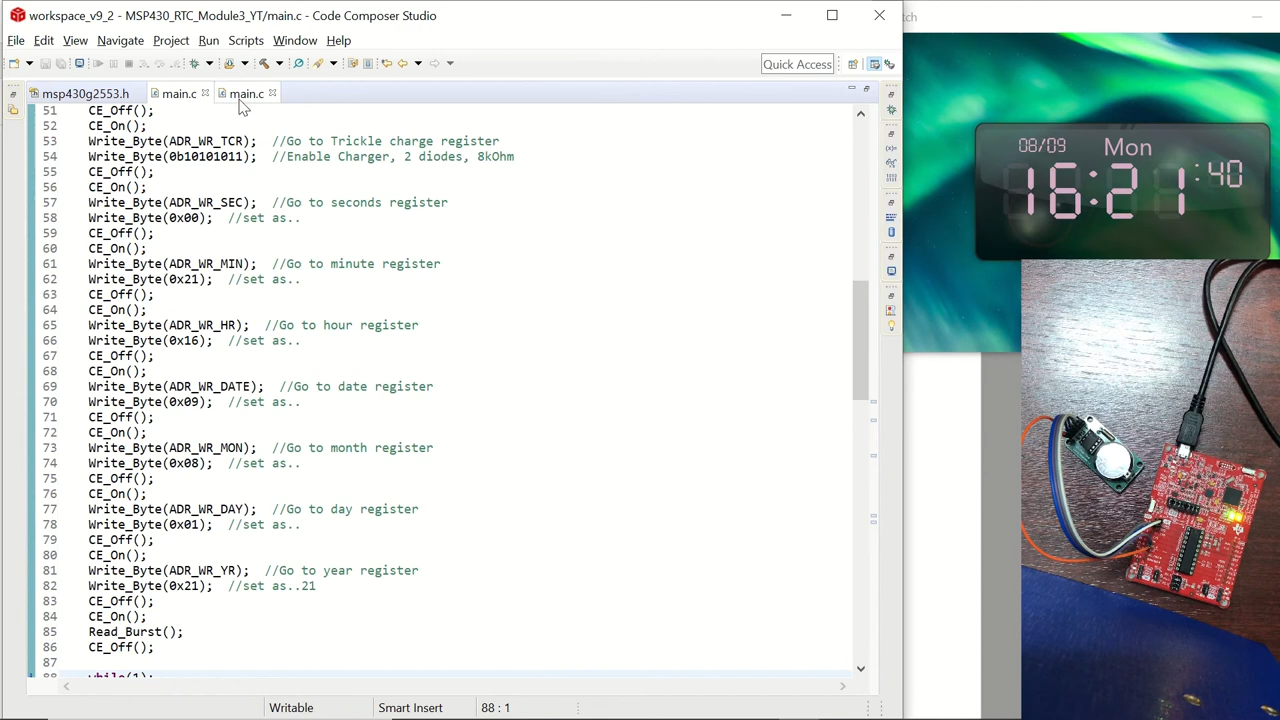 workspace_v9_2 - MSP430_RTC_Module3_YT/main.c - Code Composer Studio
File Edit View Navigate Project Run Scripts Window Help
Quick Access
msp430g2553.h main.c main.c
51 CE_Off();
52 CE_On();
53 Write_Byte(ADR_WR_TCR); //Go to Trickle charge register
54 Write_Byte(0b10101011); //Enable Charger, 2 diodes, 8kOhm
55 CE_Off();
56 CE_On();
57 Write_Byte(ADR_WR_SEC); //Go to seconds register
58 Write_Byte(0x00); //set as..
59 CE_Off();
60 CE_On();
61 Write_Byte(ADR_WR_MIN); //Go to minute register
62 Write_Byte(0x21); //set as..
63 CE_Off();
64 CE_On();
65 Write_Byte(ADR_WR_HR); //Go to hour register
66 Write_Byte(0x16); //set as..
67 CE_Off();
68 CE_On();
69 Write_Byte(ADR_WR_DATE); //Go to date register
70 Write_Byte(0x09); //set as..
71 CE_Off();
72 CE_On();
73 Write_Byte(ADR_WR_MON); //Go to month register
74 Write_Byte(0x08); //set as..
75 CE_Off();
76 CE_On();
77 Write_Byte(ADR_WR_DAY); //Go to day register
78 Write_Byte(0x01); //set as..
79 CE_Off();
80 CE_On();
81 Write_Byte(ADR_WR_YR); //Go to year register
82 Write_Byte(0x21); //set as..21
83 CE_Off();
84 CE_On();
85 Read_Burst();
86 CE_Off();
87
88 while(1);
Writable Smart Insert 88 : 1
tch
08/09 Mon
16:21 :40